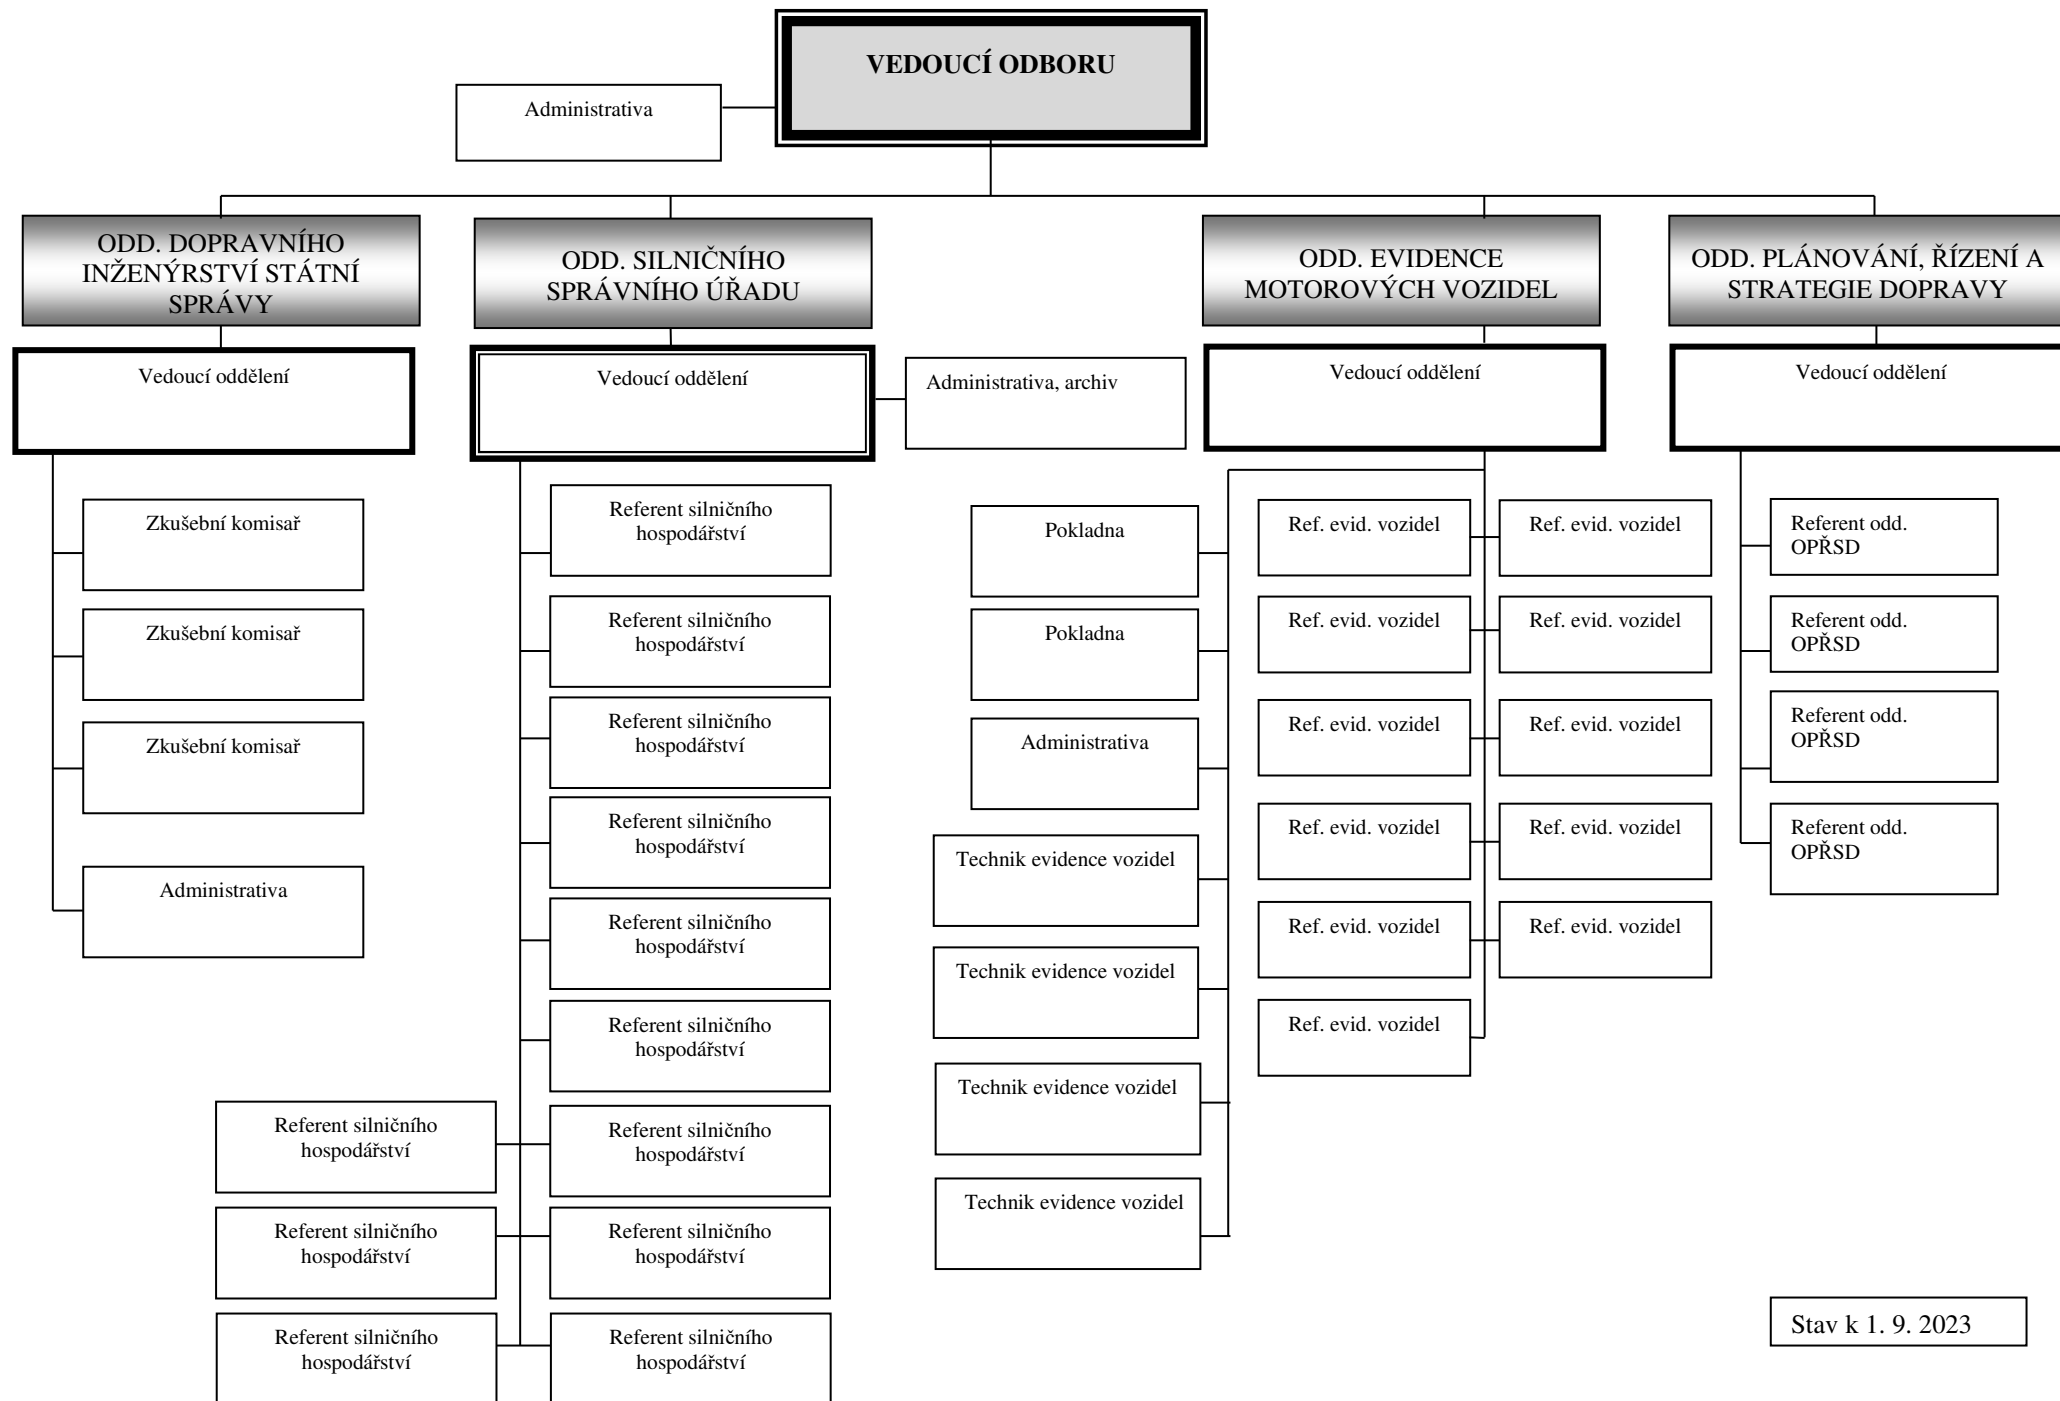 VEDOUCÍ ODBORU
Administrativa
ODD. DOPRAVNÍHO
INŽENÝRSTVÍ STÁTNÍ
SPRÁVY
Vedoucí oddělení
Zkušební komisař
Zkušební komisař
Zkušební komisař
Administrativa
ODD. SILNIČNÍHO
SPRÁVNÍHO ÚŘADU
Vedoucí oddělení
Administrativa, archiv
Referent silničního
hospodářství
Referent silničního
hospodářství
Referent silničního
hospodářství
Referent silničního
hospodářství
Referent silničního
hospodářství
Referent silničního
hospodářství
Referent silničního
hospodářství
Referent silničního
hospodářství
Referent silničního
hospodářství
Referent silničního
hospodářství
Referent silničního
hospodářství
Referent silničního
hospodářství
ODD. EVIDENCE
MOTOROVÝCH VOZIDEL
Vedoucí oddělení
Pokladna
Pokladna
Administrativa
Technik evidence vozidel
Technik evidence vozidel
Technik evidence vozidel
Technik evidence vozidel
Ref. evid. vozidel
Ref. evid. vozidel
Ref. evid. vozidel
Ref. evid. vozidel
Ref. evid. vozidel
Ref. evid. vozidel
Ref. evid. vozidel
Ref. evid. vozidel
Ref. evid. vozidel
Ref. evid. vozidel
Ref. evid. vozidel
ODD. PLÁNOVÁNÍ, ŘÍZENÍ A
STRATEGIE DOPRAVY
Vedoucí oddělení
Referent odd.
OPŘSD
Referent odd.
OPŘSD
Referent odd.
OPŘSD
Referent odd.
OPŘSD
Stav k 1. 9. 2023